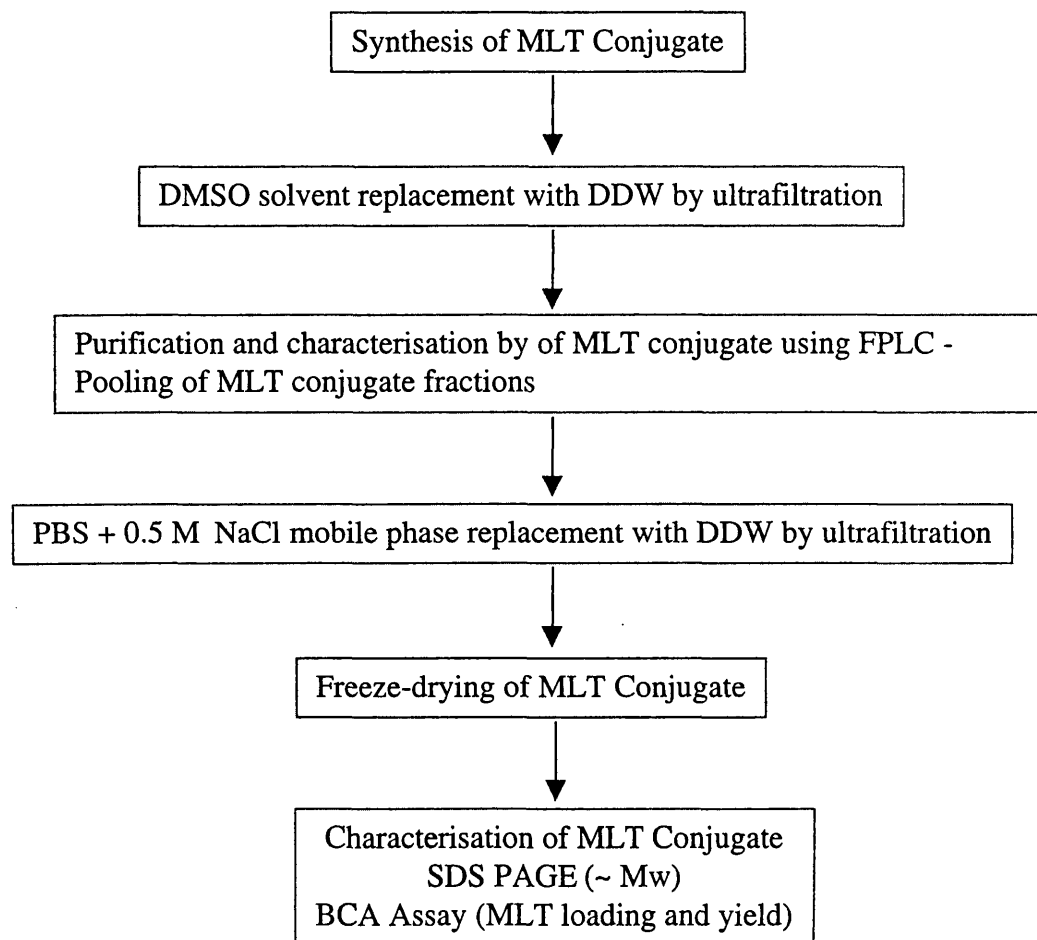 Synthesis of MLT Conjugate
DMSO solvent replacement with DDW by ultrafiltration
Purification and characterisation by of MLT conjugate using FPLC -
Pooling of MLT conjugate fractions
PBS + 0.5 M NaCl mobile phase replacement with DDW by ultrafiltration
Freeze-drying of MLT Conjugate
Characterisation of MLT Conjugate
SDS PAGE (~ Mw)
BCA Assay (MLT loading and yield)